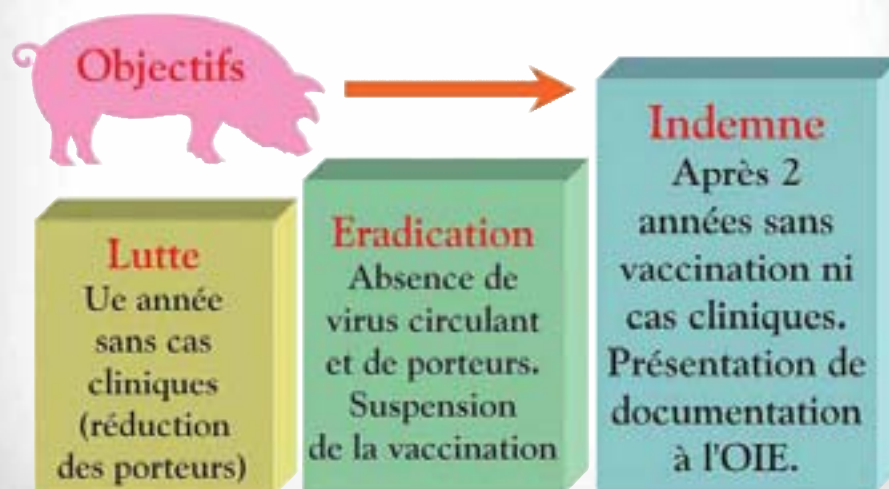 Objectifs
Lutte
Ue année
sans cas
cliniques
(réduction
des porteurs)
Eradication
Absence de
virus circulant
et de porteurs.
Suspension
de la vaccination
Indemne
Après 2
années sans
vaccination ni
cas cliniques.
Présentation de
documentation
à l'OIE.